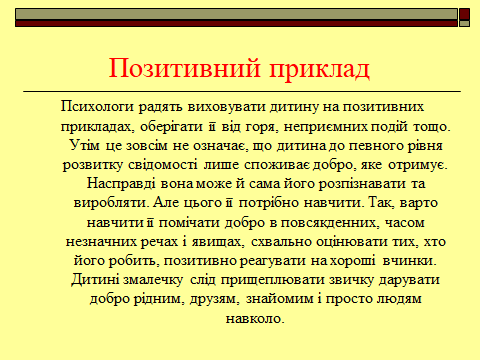 Позитивний приклад
Психологи радять виховувати дитину на позитивних
прикладах, оберігати її від горя, неприємних подій тощо.
Утім це зовсім не означає, що дитина до певного рівня
розвитку свідомості лише споживає добро, яке отримує.
Насправді вона може й сама його розпізнавати та
виробляти. Але цього її потрібно навчити. Так, варто
навчити її помічати добро в повсякденних, часом
незначних речах і явищах, схвально оцінювати тих, хто
його робить, позитивно реагувати на хороші вчинки.
Дитині змалечку слід прищеплювати звичку дарувати
добро рідним, друзям, знайомим і просто людям
навколо.